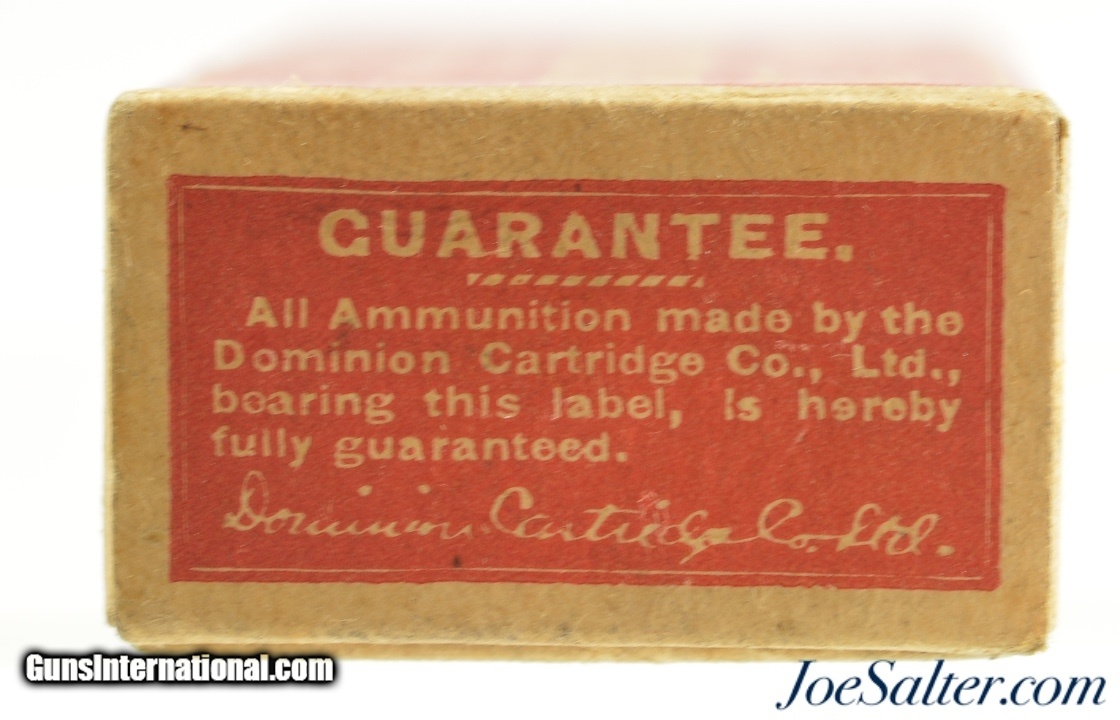 GUARANTEE.
All Ammunition made by the
Dominion Cartridge Co., Ltd.,
bearing this label, is hereby
fully guaranteed.
Dominion Cartridge Co. Ltd.
GunsInternational.com
JoeSalter.com